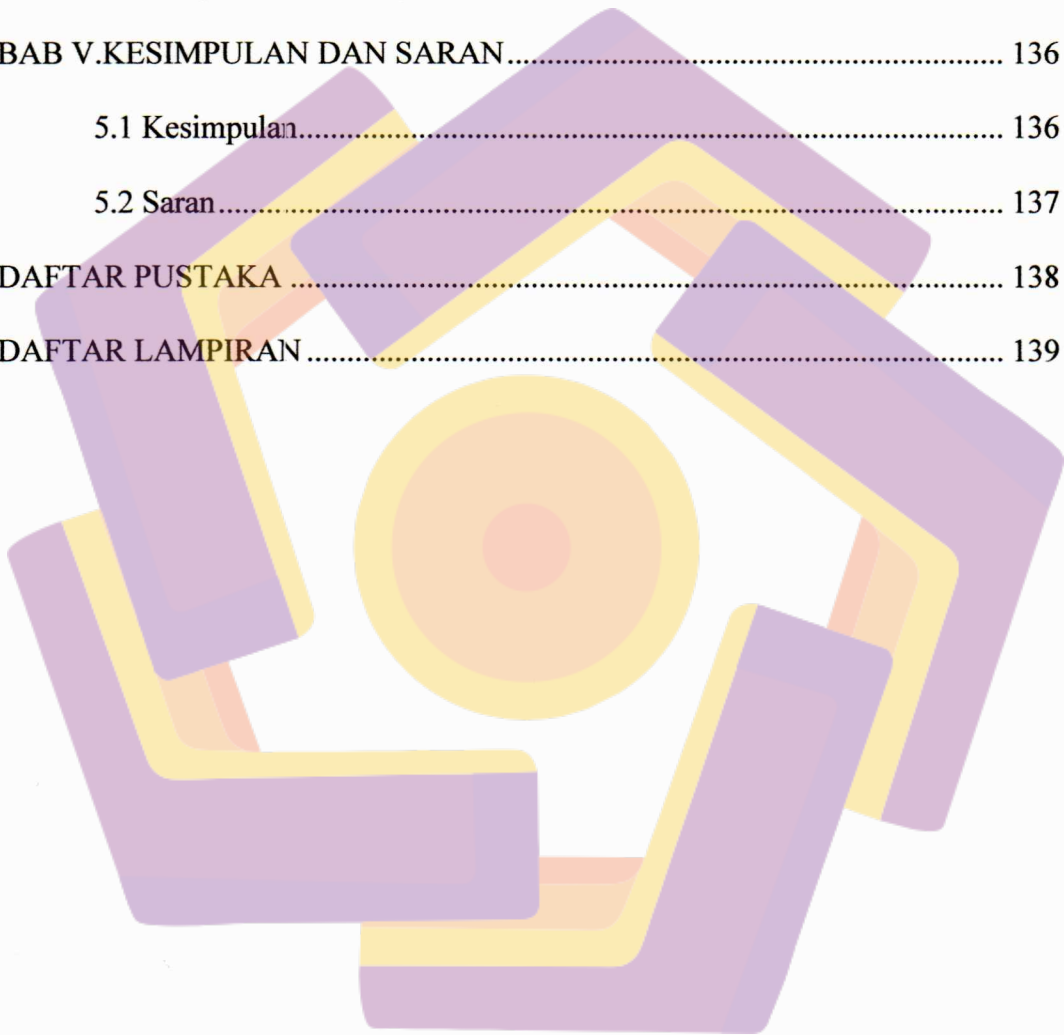 BAB V.KESIMPULAN DAN SARAN.................................................................. 136
5.1 Kesimpulan............................................................................................. 136
5.2 Saran........................................................................................................ 137
DAFTAR PUSTAKA ............................................................................................... 138
DAFTAR LAMPIRAN............................................................................................. 139